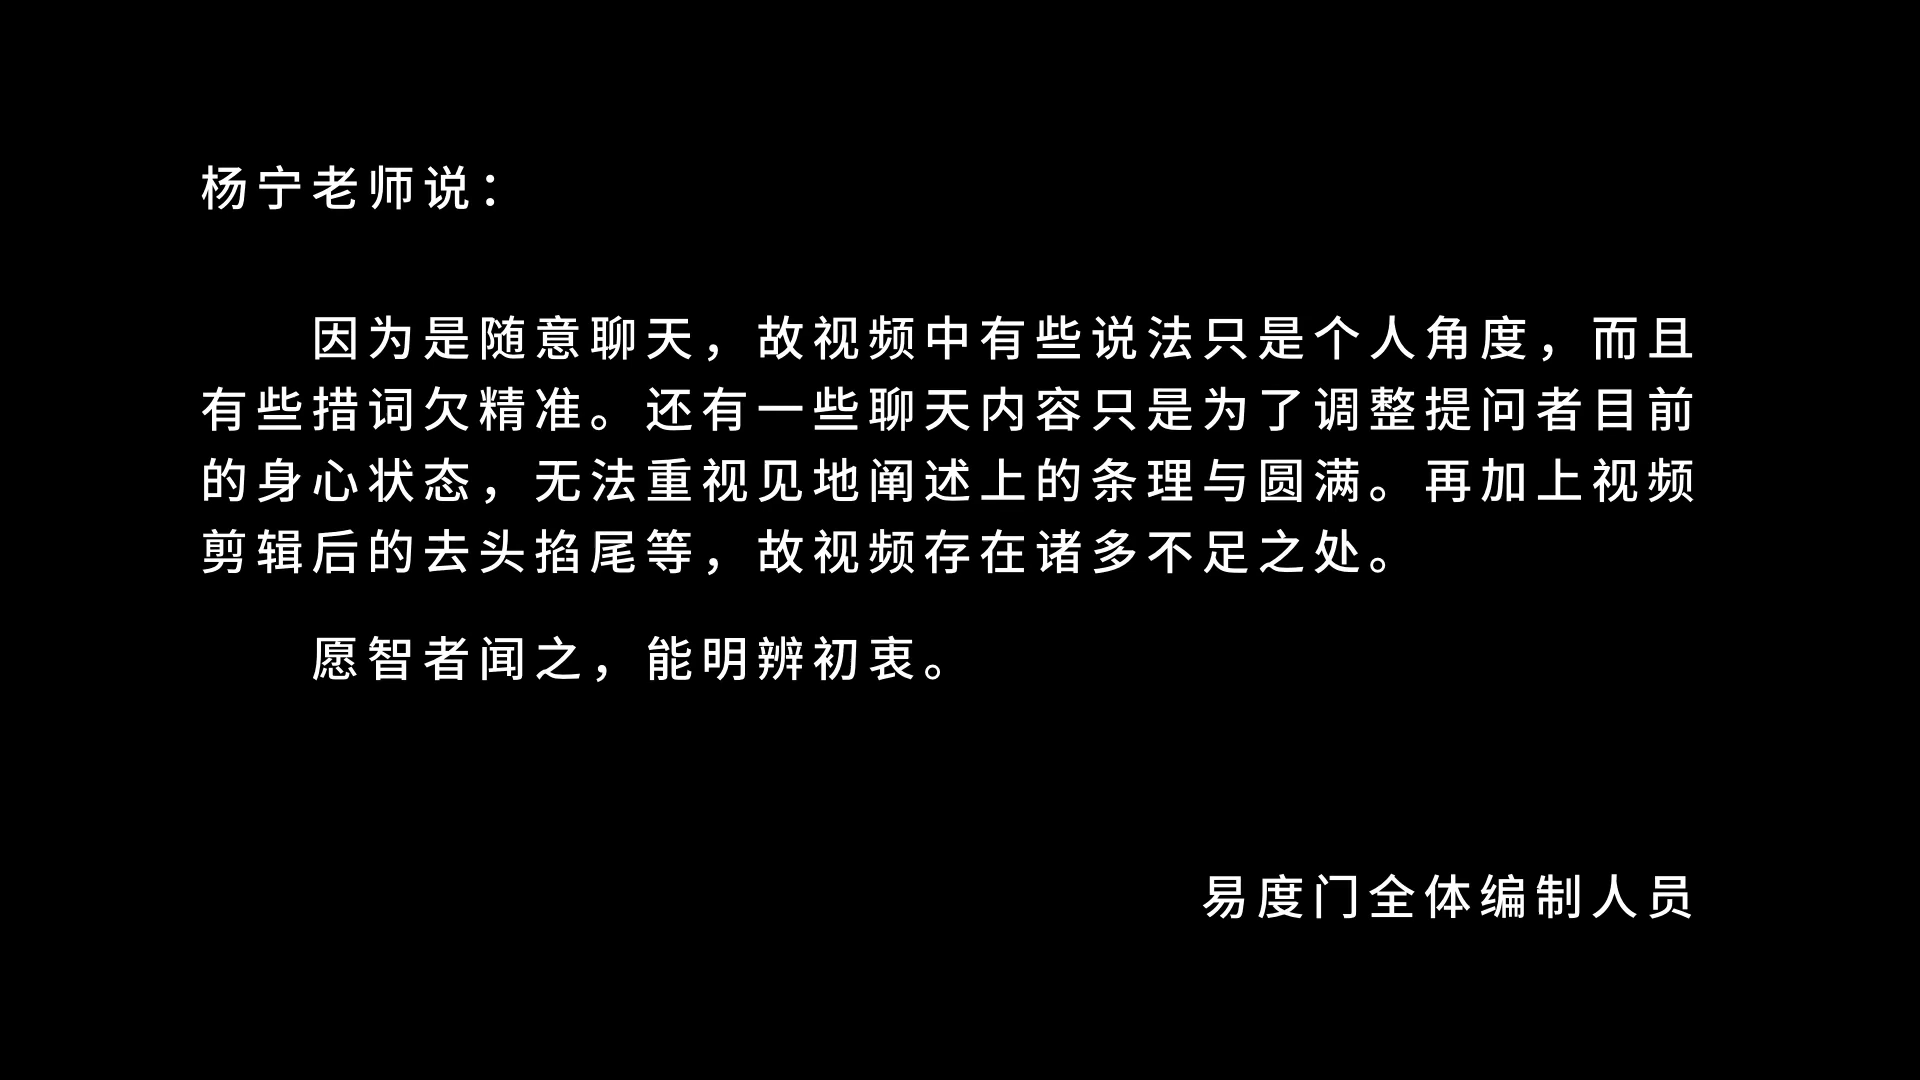 杨宁老师说：
因为是随意聊天，故视频中有些说法只是个人角度，而且
有些措词欠精准。还有一些聊天内容只是为了调整提问者目前
的身心状态，无法重视见地阐述上的条理与圆满。再加上视频
剪辑后的去头掐尾等，故视频存在诸多不足之处。
愿智者闻之，能明辨初衷。
易度门全体编制人员